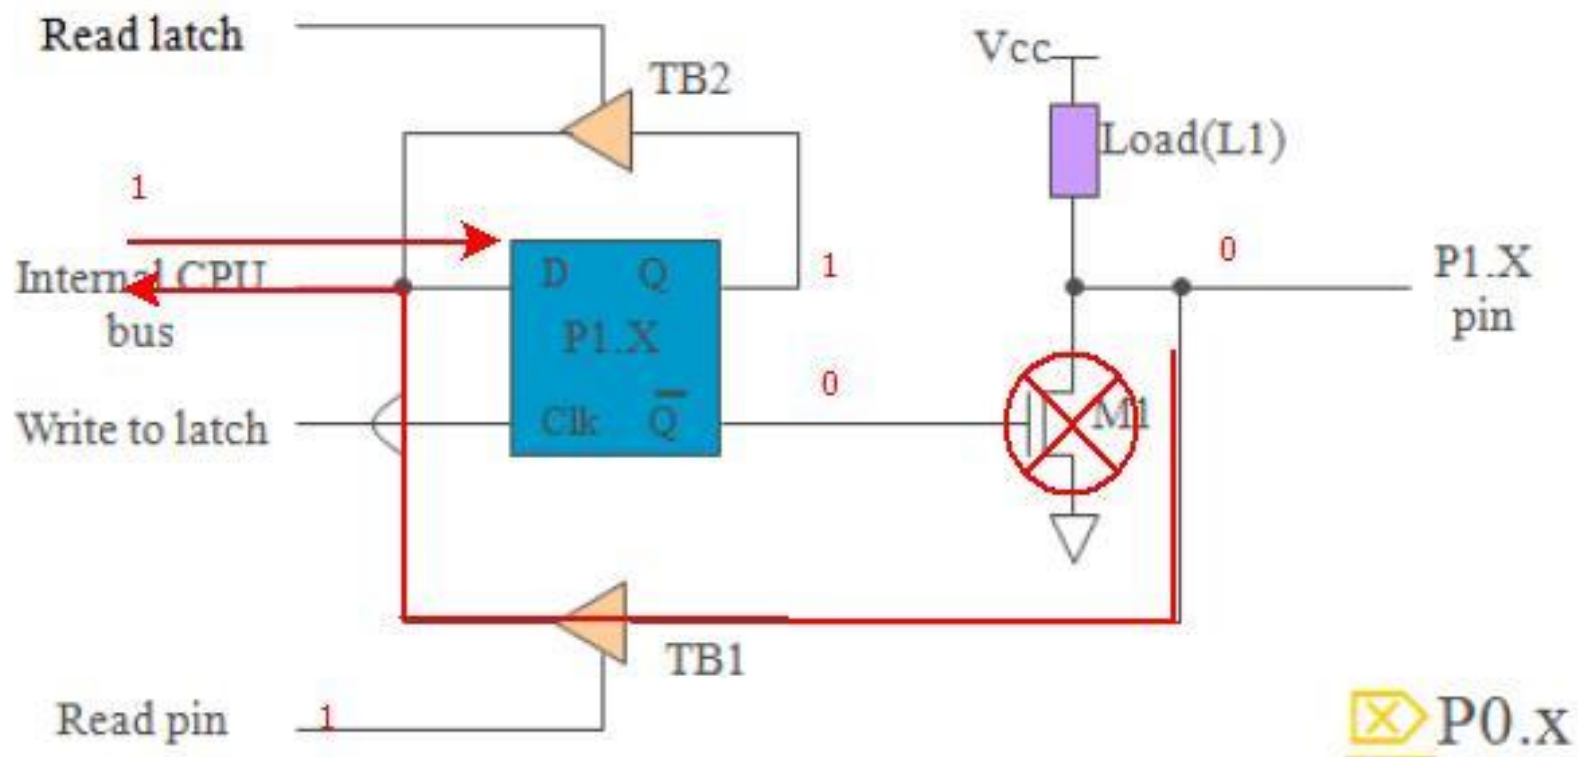 Read latch
TB2
Vcc
Load(L1)
1
Internal CPU
bus
D Q
P1.X
Clk Q̅
1
0
0
P1.X
pin
M1
Write to latch
TB1
Read pin
1
P0.x